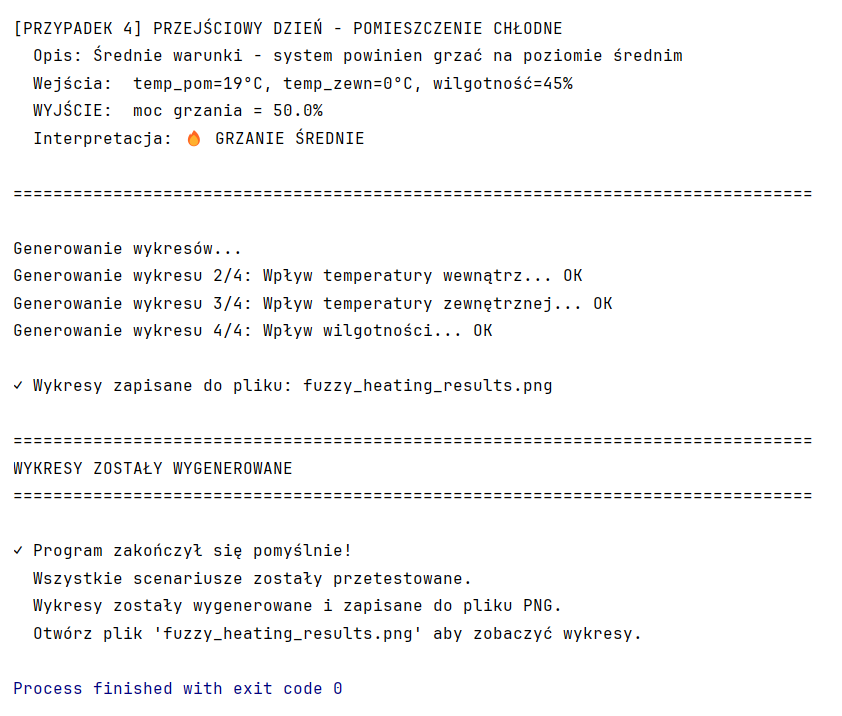 [PRZYPADEK 4] PRZEJŚCIOWY DZIEŃ - POMIESZCZENIE CHŁODNE
Opis: Średnie warunki - system powinien grzać na poziomie średnim
Wejścia:  temp_pom=19°C, temp_zewn=0°C, wilgotność=45%
WYJŚCIE:  moc grzania = 50.0%
Interpretacja: 🔥 GRZANIE ŚREDNIE
================================================================================
Generowanie wykresów...
Generowanie wykresu 2/4: Wpływ temperatury wewnątrz... OK
Generowanie wykresu 3/4: Wpływ temperatury zewnętrznej... OK
Generowanie wykresu 4/4: Wpływ wilgotności... OK
✓ Wykresy zapisane do pliku: fuzzy_heating_results.png
================================================================================
WYKRESY ZOSTAŁY WYGENEROWANE
================================================================================
✓ Program zakończył się pomyślnie!
Wszystkie scenariusze zostały przetestowane.
Wykresy zostały wygenerowane i zapisane do pliku PNG.
Otwórz plik 'fuzzy_heating_results.png' aby zobaczyć wykresy.
Process finished with exit code 0